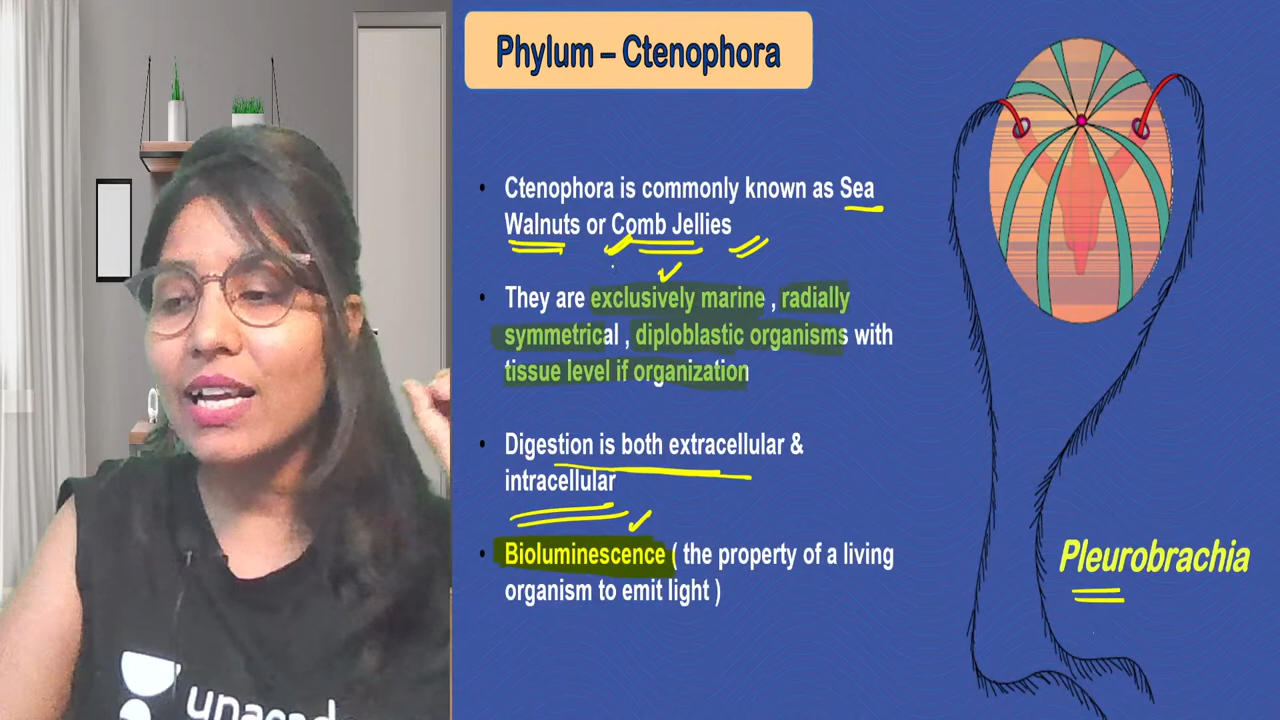 Phylum – Ctenophora
• Ctenophora is commonly known as Sea
Walnuts or Comb Jellies
• They are exclusively marine , radially
symmetrical , diploblastic organisms with
tissue level if organization
• Digestion is both extracellular &
intracellular
• Bioluminescence ( the property of a living
organism to emit light )
Pleurobrachia